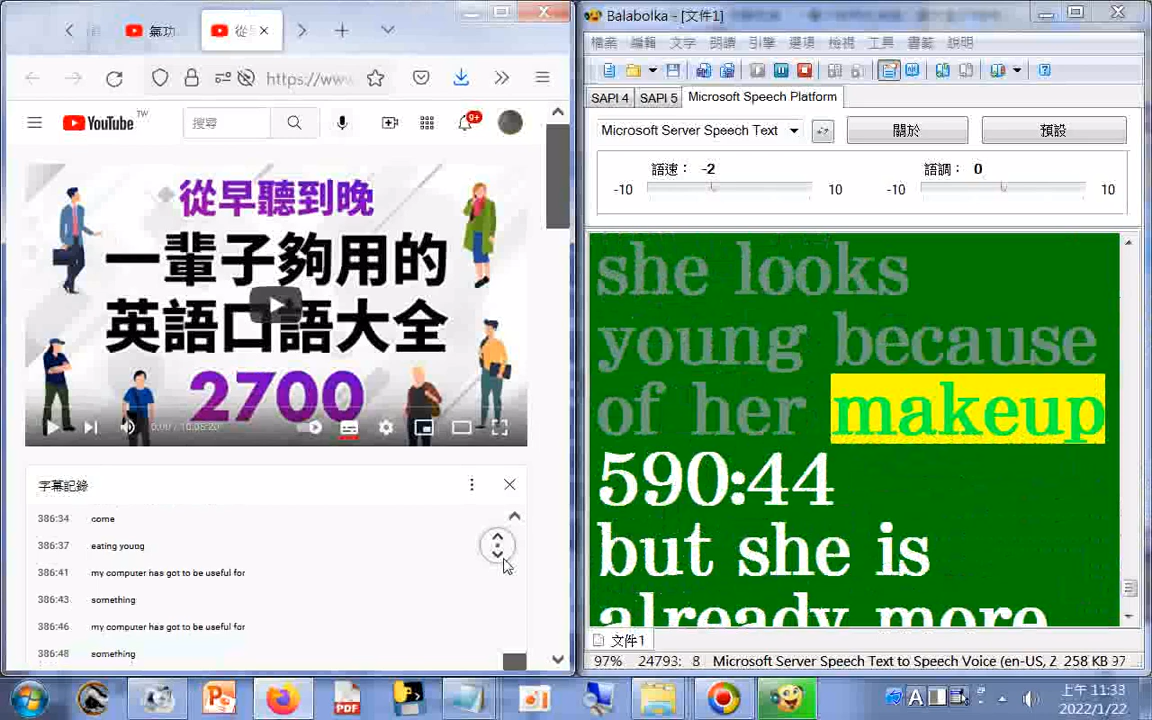 氣功
從
https://www.
YouTube
TW
搜尋
9+
從早聽到晚
一輩子夠用的
英語口語大全
2700
0:00 / 10:05:20
字幕記錄
386:34 come
386:37 eating young
386:41 my computer has got to be useful for
386:43 something
386:46 my computer has got to be useful for
386:48 something
Balabolka - [文件1]
檔案 編輯 文字 朗讀 引擎 選項 檢視 工具 書籤 說明
SAPI 4 SAPI 5 Microsoft Speech Platform
Microsoft Server Speech Text
關於
預設
語速： -2
-10 10
語調： 0
-10 10
she looks
young because
of her makeup
590:44
but she is
already more
文件1
97% 24793: 8 Microsoft Server Speech Text to Speech Voice (en-US, Z 258 KB 97
PDF
A
上午 11:33
2022/1/22